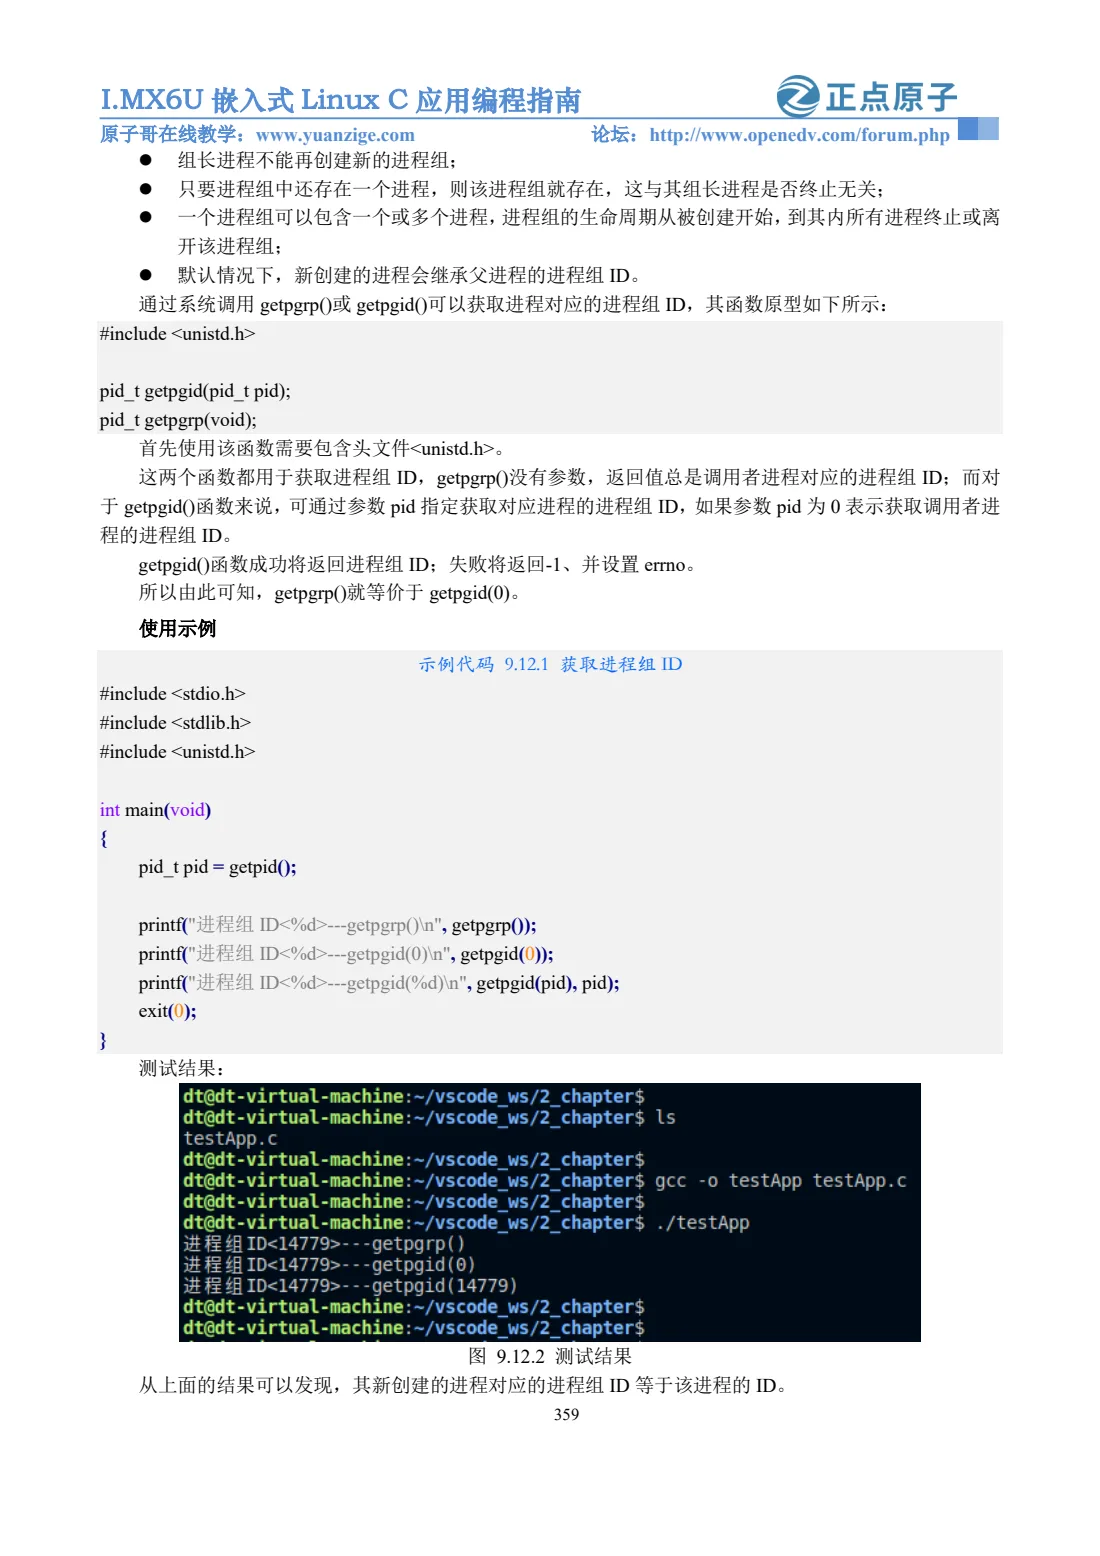 I.MX6U 嵌入式 Linux C 应用编程指南
正点原子
原子哥在线教学：www.yuanzige.com 论坛：http://www.openedv.com/forum.php
● 组长进程不能再创建新的进程组；
● 只要进程组中还存在一个进程，则该进程组就存在，这与其组长进程是否终止无关；
● 一个进程组可以包含一个或多个进程，进程组的生命周期从被创建开始，到其内所有进程终止或离
开该进程组；
● 默认情况下，新创建的进程会继承父进程的进程组 ID。
通过系统调用 getpgrp()或 getpgid()可以获取进程对应的进程组 ID，其函数原型如下所示：
#include <unistd.h>
pid_t getpgid(pid_t pid);
pid_t getpgrp(void);
首先使用该函数需要包含头文件<unistd.h>。
这两个函数都用于获取进程组 ID，getpgrp()没有参数，返回值总是调用者进程对应的进程组 ID；而对
于 getpgid()函数来说，可通过参数 pid 指定获取对应进程的进程组 ID，如果参数 pid 为 0 表示获取调用者进
程的进程组 ID。
getpgid()函数成功将返回进程组 ID；失败将返回-1、并设置 errno。
所以由此可知，getpgrp()就等价于 getpgid(0)。
使用示例
示例代码 9.12.1 获取进程组 ID
#include <stdio.h>
#include <stdlib.h>
#include <unistd.h>
int main(void)
{
pid_t pid = getpid();
printf("进程组 ID<%d>---getpgrp()\n", getpgrp());
printf("进程组 ID<%d>---getpgid(0)\n", getpgid(0));
printf("进程组 ID<%d>---getpgid(%d)\n", getpgid(pid), pid);
exit(0);
}
测试结果：
dt@dt-virtual-machine:~/vscode_ws/2_chapter$
dt@dt-virtual-machine:~/vscode_ws/2_chapter$ ls
testApp.c
dt@dt-virtual-machine:~/vscode_ws/2_chapter$
dt@dt-virtual-machine:~/vscode_ws/2_chapter$ gcc -o testApp testApp.c
dt@dt-virtual-machine:~/vscode_ws/2_chapter$
dt@dt-virtual-machine:~/vscode_ws/2_chapter$ ./testApp
进程组ID<14779>---getpgrp()
进程组ID<14779>---getpgid(0)
进程组ID<14779>---getpgid(14779)
dt@dt-virtual-machine:~/vscode_ws/2_chapter$
dt@dt-virtual-machine:~/vscode_ws/2_chapter$
图 9.12.2 测试结果
从上面的结果可以发现，其新创建的进程对应的进程组 ID 等于该进程的 ID。
359